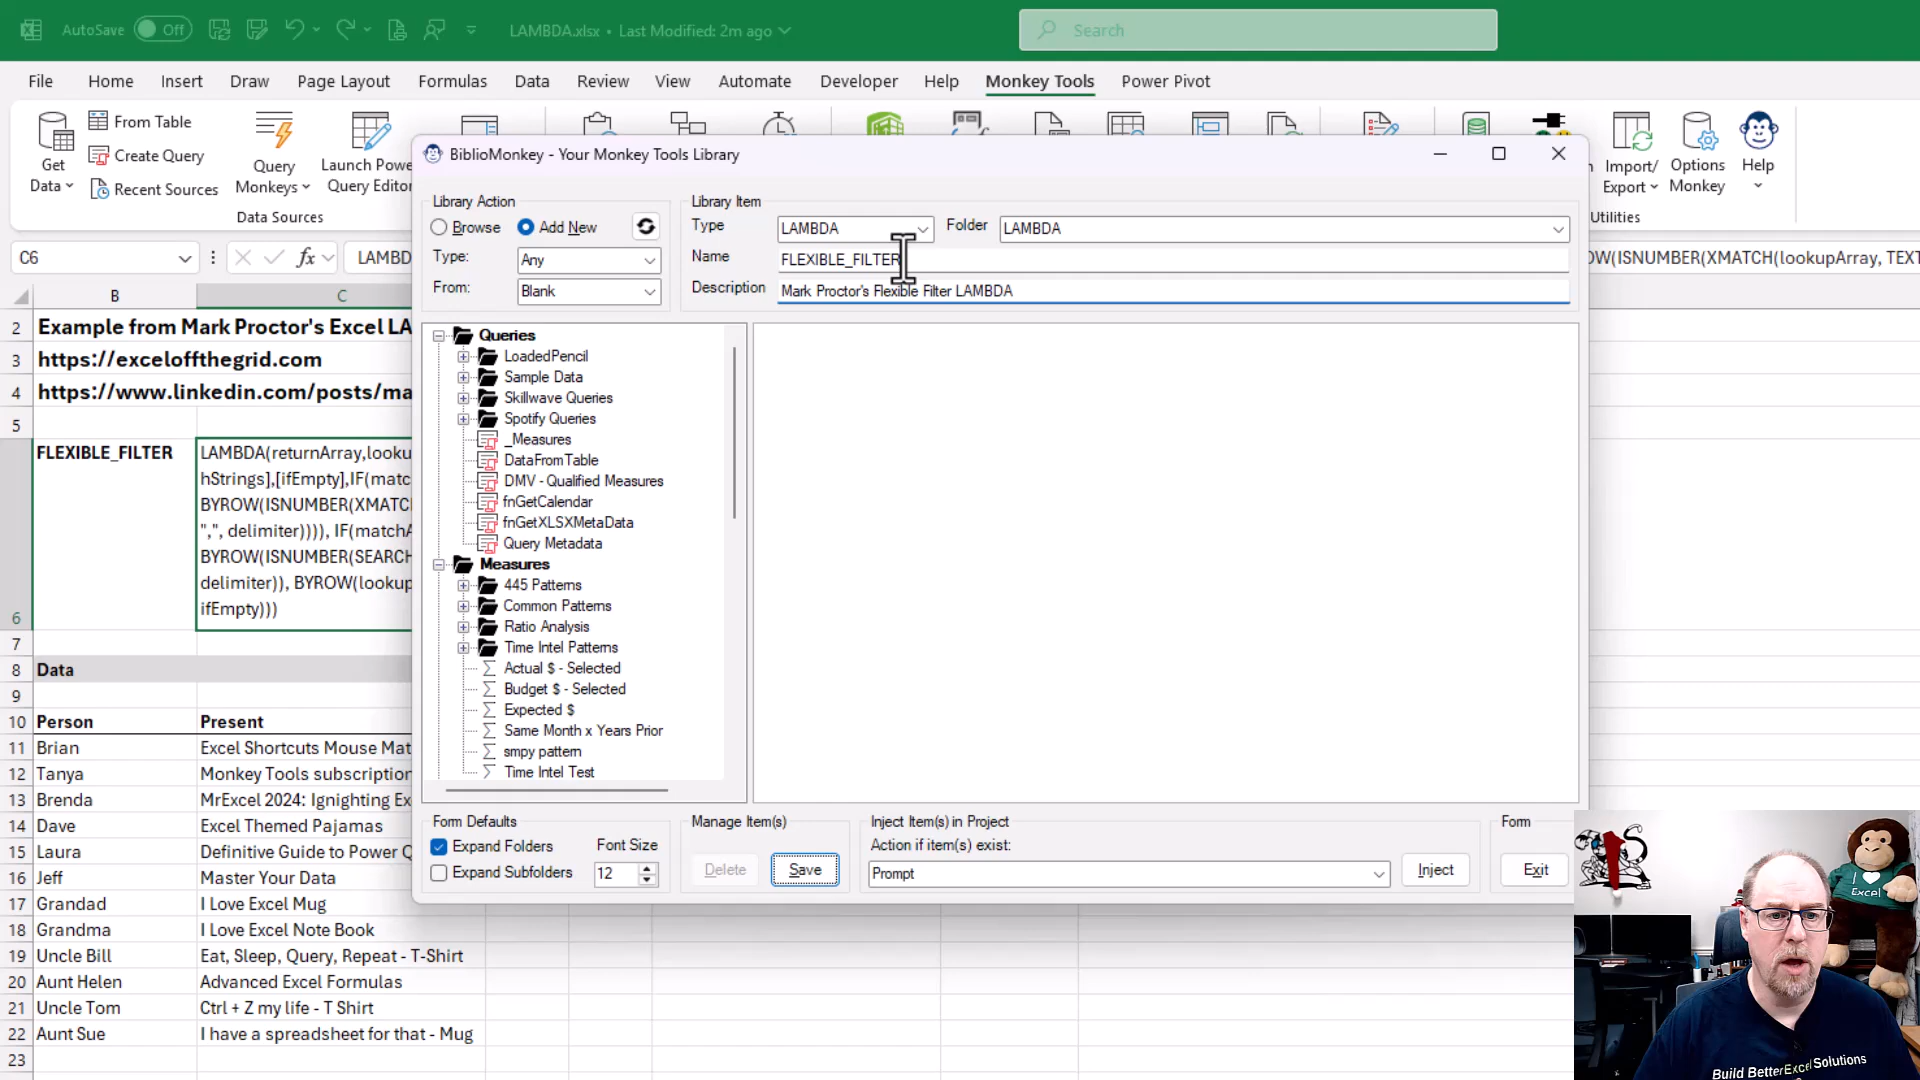 AutoSave Off LAMBDA.xlsx • Last Modified: 2m ago Search
File Home Insert Draw Page Layout Formulas Data Review View Automate Developer Help Monkey Tools Power Pivot
Get Data
From Table
Create Query
Recent Sources
Query Monkeys
Launch Power Query Editor
Data Sources
Import/Export
Options Monkey
Help
Utilities
BiblioMonkey - Your Monkey Tools Library
Library Action
Browse Add New
Type: Any
From: Blank
Library Item
Type LAMBDA Folder LAMBDA
Name FLEXIBLE_FILTER
Description Mark Proctor's Flexible Filter LAMBDA
C6 fx LAMBD
OW(ISNUMBER(XMATCH(lookupArray, TEXT
B C
2 Example from Mark Proctor's Excel LA
3 https://exceloffthegrid.com
4 https://www.linkedin.com/posts/ma
5
6 FLEXIBLE_FILTER
LAMBDA(returnArray,looku
hStrings],[ifEmpty],IF(matc
BYROW(ISNUMBER(XMATC
",", delimiter)))), IF(matchA
BYROW(ISNUMBER(SEARCH
delimiter)), BYROW(lookup
ifEmpty)))
7
8 Data
9
10 Person Present
11 Brian Excel Shortcuts Mouse Mat
12 Tanya Monkey Tools subscription
13 Brenda MrExcel 2024: Ignighting Ex
14 Dave Excel Themed Pajamas
15 Laura Definitive Guide to Power Q
16 Jeff Master Your Data
17 Grandad I Love Excel Mug
18 Grandma I Love Excel Note Book
19 Uncle Bill Eat, Sleep, Query, Repeat - T-Shirt
20 Aunt Helen Advanced Excel Formulas
21 Uncle Tom Ctrl + Z my life - T Shirt
22 Aunt Sue I have a spreadsheet for that - Mug
23
Queries
LoadedPencil
Sample Data
Skillwave Queries
Spotify Queries
_Measures
DataFromTable
DMV - Qualified Measures
fnGetCalendar
fnGetXLSXMetaData
Query Metadata
Measures
445 Patterns
Common Patterns
Ratio Analysis
Time Intel Patterns
Actual $ - Selected
Budget $ - Selected
Expected $
Same Month x Years Prior
smpy pattern
Time Intel Test
Form Defaults
Expand Folders Font Size
Expand Subfolders 12
Manage Item(s)
Delete Save
Inject Item(s) in Project
Action if item(s) exist:
Prompt Inject
Form
Exit
I ♥
Excel
Build Better Excel Solutions